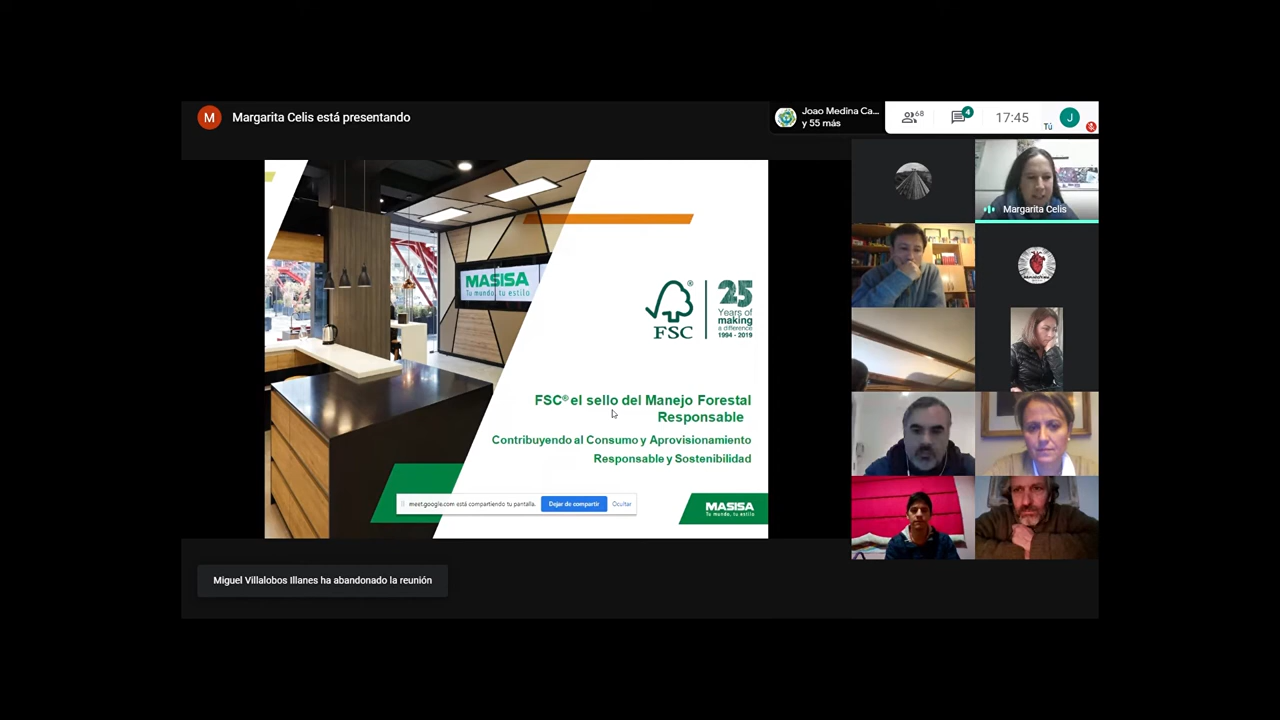 M
Margarita Celis está presentando
Joao Medina Ca...
y 55 más
68
4
17:45
Tú
J
Margarita Celis
MASISA
Tu mundo, tu estilo
FSC
25
Years of
making
a difference
1994 - 2019
FSC® el sello del Manejo Forestal
Responsable
Contribuyendo al Consumo y Aprovisionamiento
Responsable y Sostenibilidad
meet.google.com está compartiendo tu pantalla.
Dejar de compartir
Ocultar
MASISA
Tu mundo, tu estilo
Miguel Villalobos Illanes ha abandonado la reunión